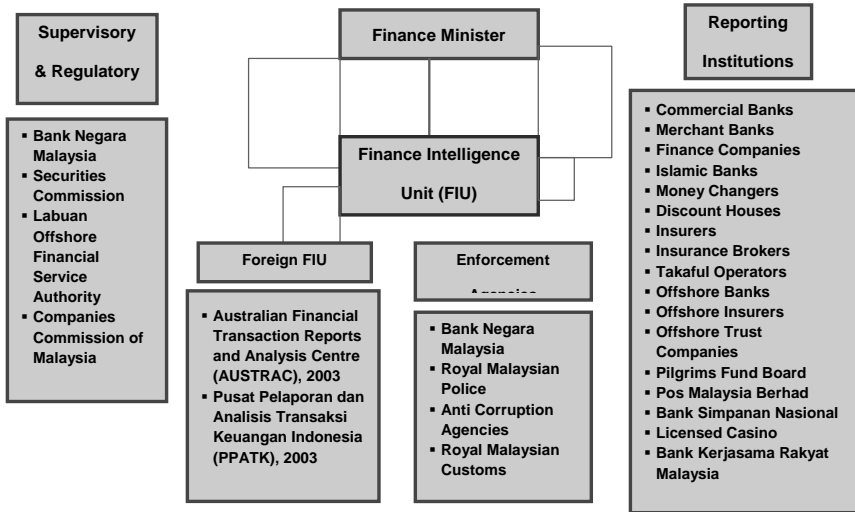 Supervisory
& Regulatory
▪ Bank Negara
Malaysia
▪ Securities
Commission
▪ Labuan
Offshore
Financial
Service
Authority
▪ Companies
Commission of
Malaysia
Finance Minister
Finance Intelligence
Unit (FIU)
Foreign FIU
▪ Australian Financial
Transaction Reports
and Analysis Centre
(AUSTRAC), 2003
▪ Pusat Pelaporan dan
Analisis Transaksi
Keuangan Indonesia
(PPATK), 2003
Enforcement
Agencies
▪ Bank Negara
Malaysia
▪ Royal Malaysian
Police
▪ Anti Corruption
Agencies
▪ Royal Malaysian
Customs
Reporting
Institutions
▪ Commercial Banks
▪ Merchant Banks
▪ Finance Companies
▪ Islamic Banks
▪ Money Changers
▪ Discount Houses
▪ Insurers
▪ Insurance Brokers
▪ Takaful Operators
▪ Offshore Banks
▪ Offshore Insurers
▪ Offshore Trust
Companies
▪ Pilgrims Fund Board
▪ Pos Malaysia Berhad
▪ Bank Simpanan Nasional
▪ Licensed Casino
▪ Bank Kerjasama Rakyat
Malaysia